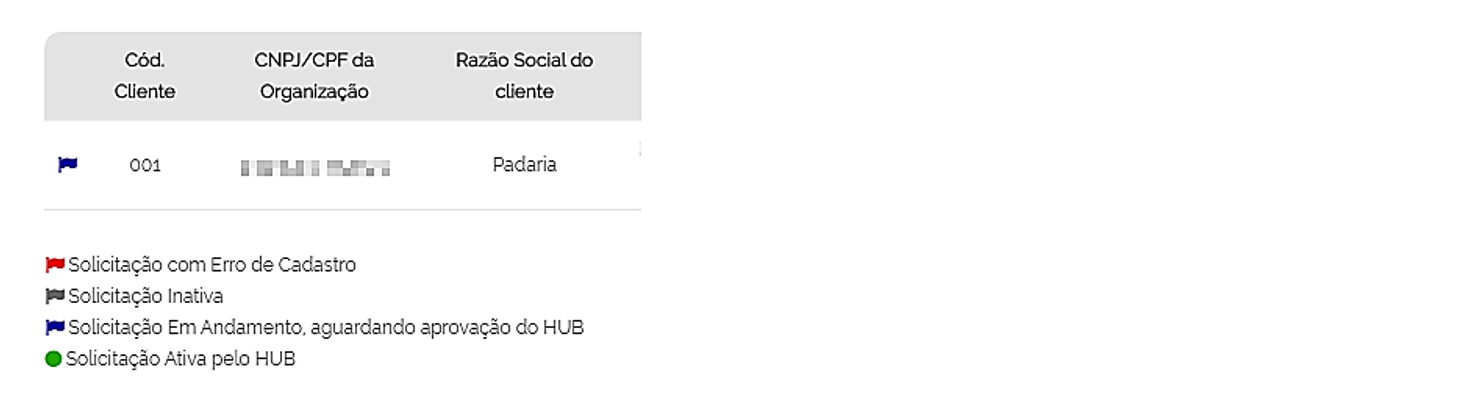 Cód. Cliente
CNPJ/CPF da Organização
Razão Social do cliente
001
Padaria
Solicitação com Erro de Cadastro
Solicitação Inativa
Solicitação Em Andamento, aguardando aprovação do HUB
Solicitação Ativa pelo HUB